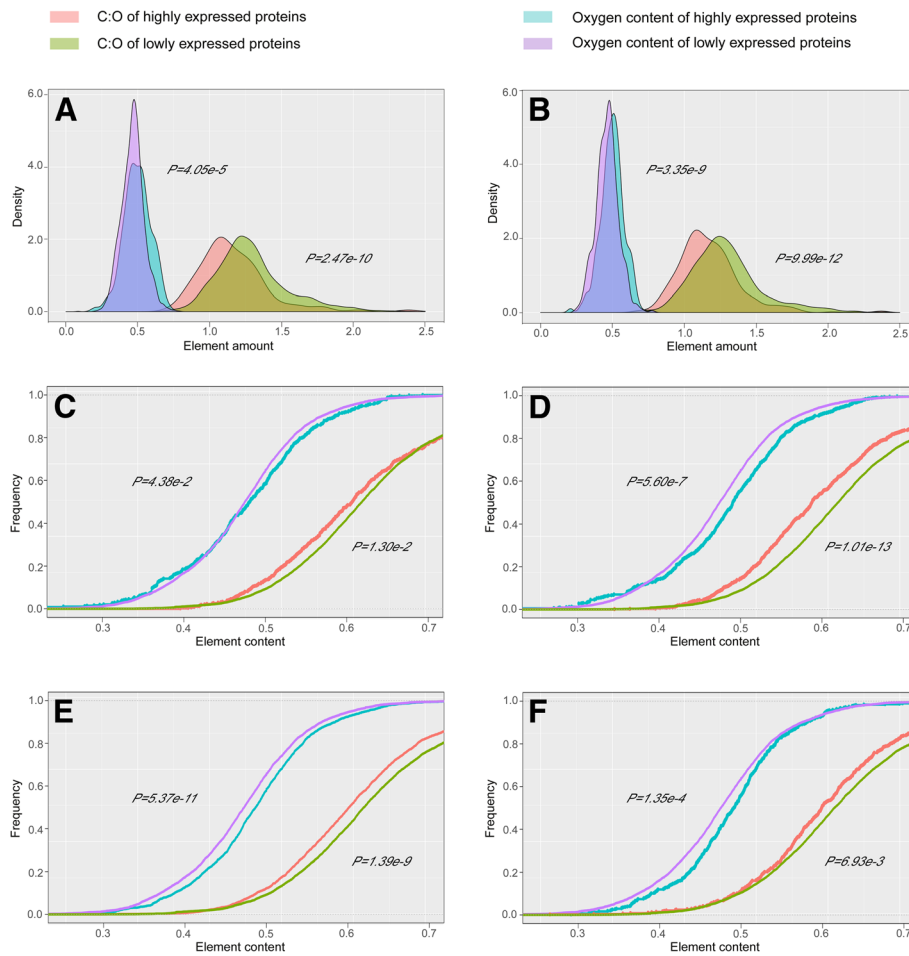 C:O of highly expressed proteins
C:O of lowly expressed proteins
Oxygen content of highly expressed proteins
Oxygen content of lowly expressed proteins
A
6.0
4.0
2.0
0.0
Density
P=4.05e-5
P=2.47e-10
0.0 0.5 1.0 1.5 2.0 2.5
Element amount
B
6.0
4.0
2.0
0.0
Density
P=3.35e-9
P=9.99e-12
0.0 0.5 1.0 1.5 2.0 2.5
Element amount
C
1.0
0.8
0.6
0.4
0.2
0.0
Frequency
P=4.38e-2
P=1.30e-2
0.3 0.4 0.5 0.6 0.7
Element content
D
1.0
0.8
0.6
0.4
0.2
0.0
Frequency
P=5.60e-7
P=1.01e-13
0.3 0.4 0.5 0.6 0.7
Element content
E
1.0
0.8
0.6
0.4
0.2
0.0
Frequency
P=5.37e-11
P=1.39e-9
0.3 0.4 0.5 0.6 0.7
Element content
F
1.0
0.8
0.6
0.4
0.2
0.0
Frequency
P=1.35e-4
P=6.93e-3
0.3 0.4 0.5 0.6 0.7
Element content